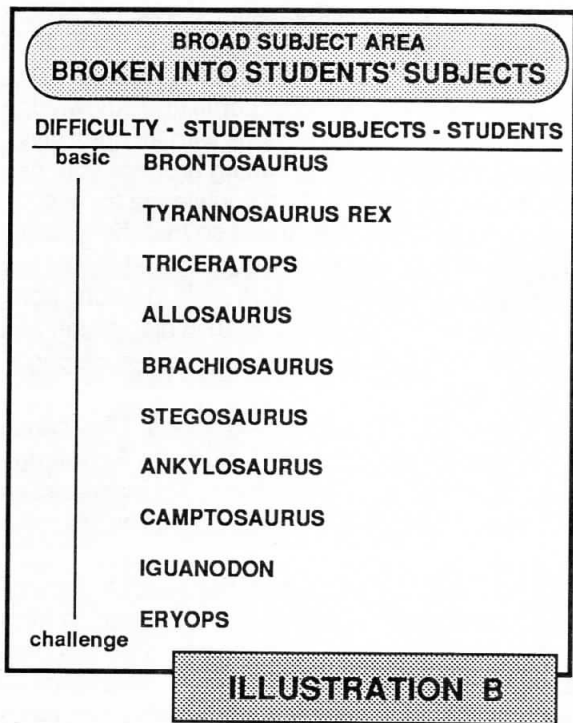 BROAD SUBJECT AREA
BROKEN INTO STUDENTS' SUBJECTS
DIFFICULTY - STUDENTS' SUBJECTS - STUDENTS
basic
BRONTOSAURUS
TYRANNOSAURUS REX
TRICERATOPS
ALLOSAURUS
BRACHIOSAURUS
STEGOSAURUS
ANKYLOSAURUS
CAMPTOSAURUS
IGUANODON
ERYOPS
challenge
ILLUSTRATION B